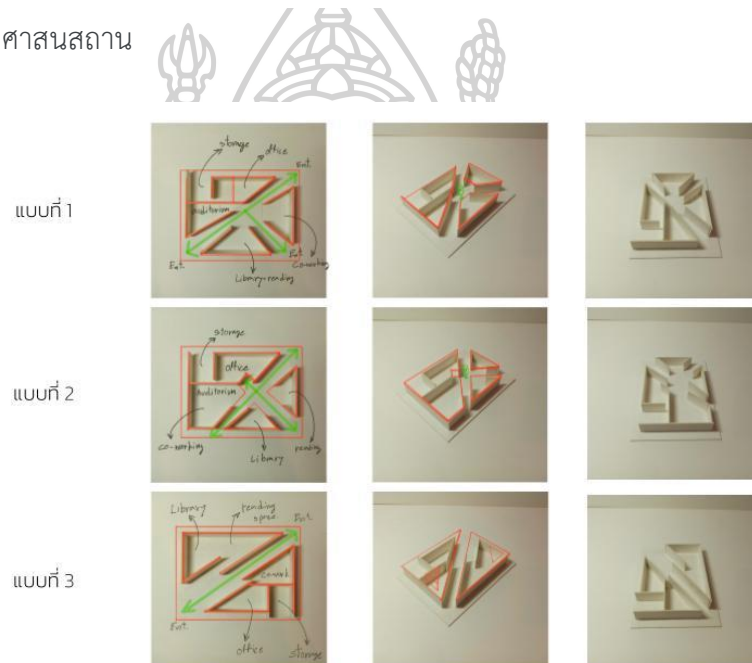 ศาสนสถาน
แบบที่ 1
storage
office
Ent.
auditorium
Ent.
Ent.
Co-working
Library+reading
แบบที่ 2
storage
office
auditorium
co-working
Library
reading
แบบที่ 3
Library
reading
space
Ent.
co-work
Ent.
office
storage